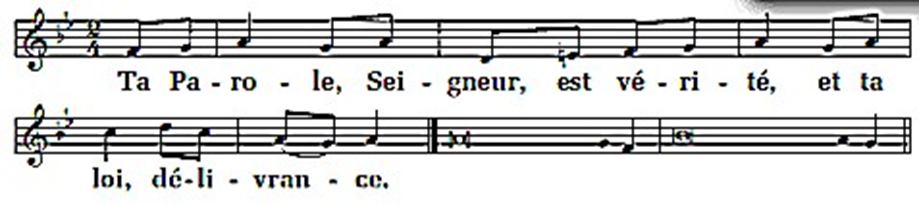 Ta Pa - ro - le, Sei - gneur, est vé - ri - té, et ta
loi, dé - li - vran - ce.